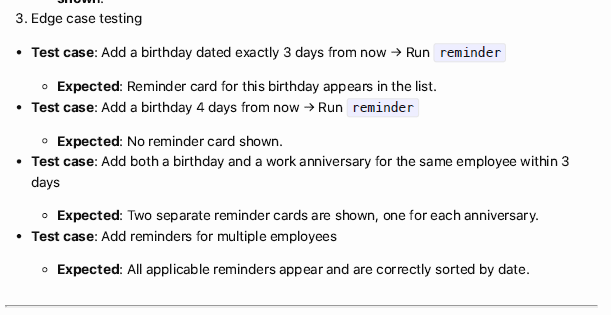 shown.
3. Edge case testing
• Test case: Add a birthday dated exactly 3 days from now → Run reminder
◦ Expected: Reminder card for this birthday appears in the list.
• Test case: Add a birthday 4 days from now → Run reminder
◦ Expected: No reminder card shown.
• Test case: Add both a birthday and a work anniversary for the same employee within 3
days
◦ Expected: Two separate reminder cards are shown, one for each anniversary.
• Test case: Add reminders for multiple employees
◦ Expected: All applicable reminders appear and are correctly sorted by date.